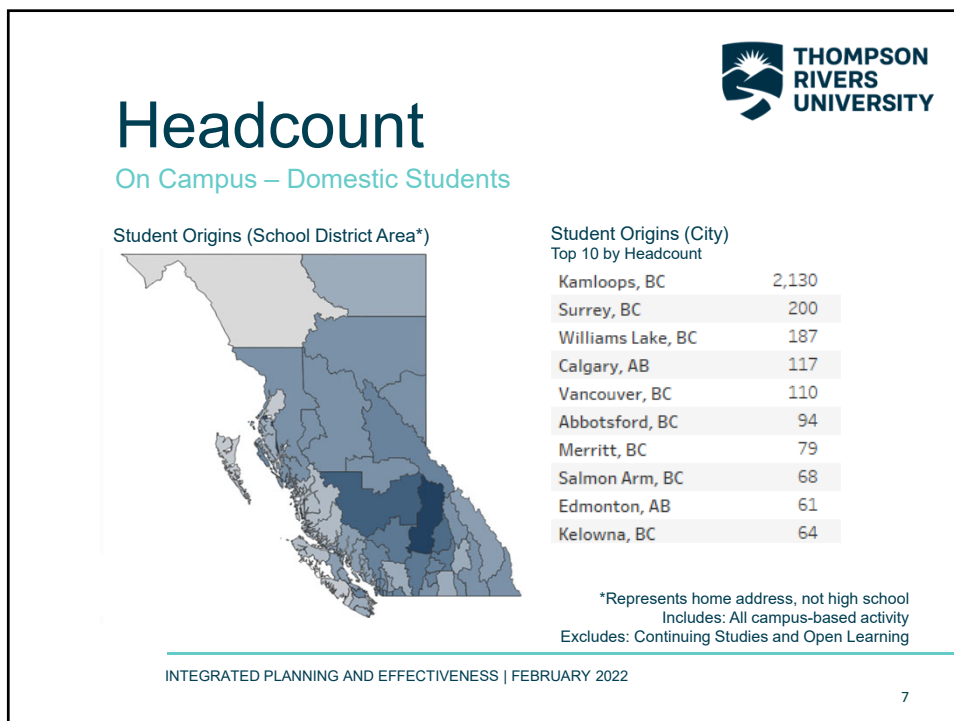 THOMPSON
RIVERS
UNIVERSITY
Headcount
On Campus – Domestic Students
Student Origins (School District Area*)
Student Origins (City)
Top 10 by Headcount
Kamloops, BC 2,130
Surrey, BC 200
Williams Lake, BC 187
Calgary, AB 117
Vancouver, BC 110
Abbotsford, BC 94
Merritt, BC 79
Salmon Arm, BC 68
Edmonton, AB 61
Kelowna, BC 64
*Represents home address, not high school
Includes: All campus-based activity
Excludes: Continuing Studies and Open Learning
INTEGRATED PLANNING AND EFFECTIVENESS | FEBRUARY 2022
7